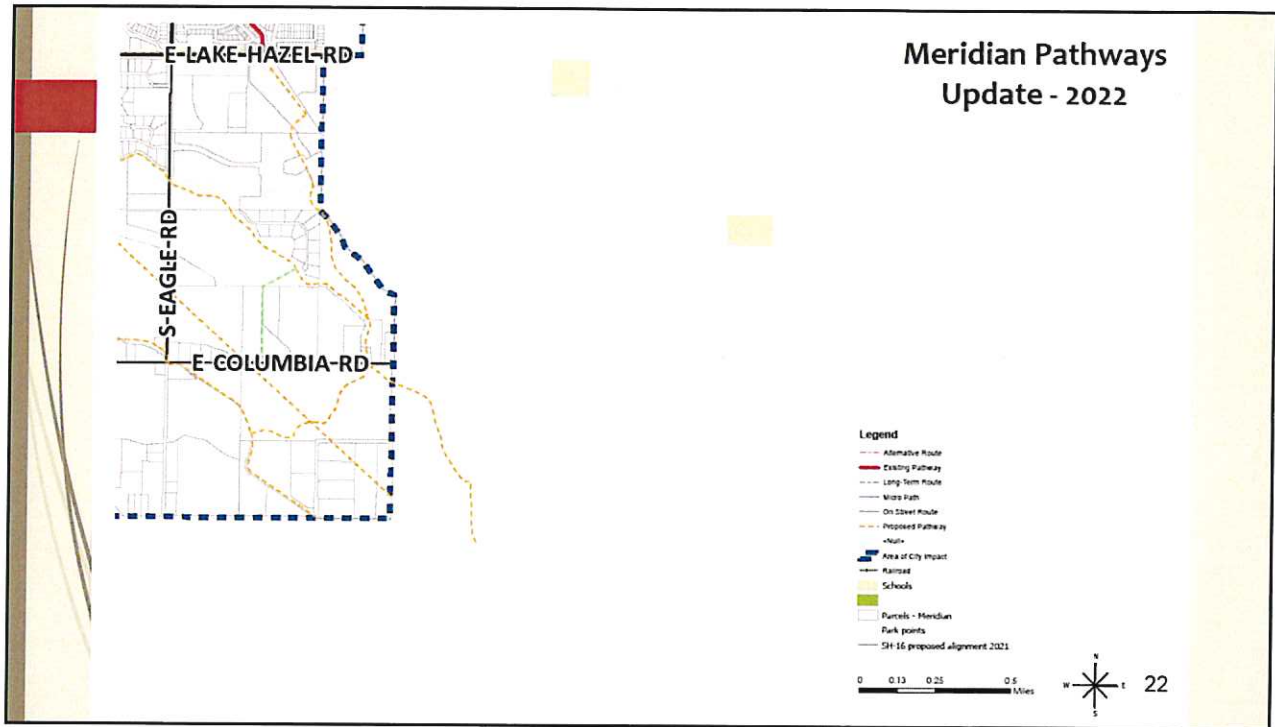 Meridian Pathways
Update - 2022
E LAKE HAZEL RD
S-EAGLE-RD
E COLUMBIA RD
Legend
Alternative Route
Existing Pathway
Long-Term Route
Micro Path
On Street Route
Proposed Pathway
<Null>
Area of City Impact
Railroad
Schools
Parcels - Meridian
Park points
SH-16 proposed alignment 2021
0 0.13 0.25 0.5
Miles
N
W E
S
22